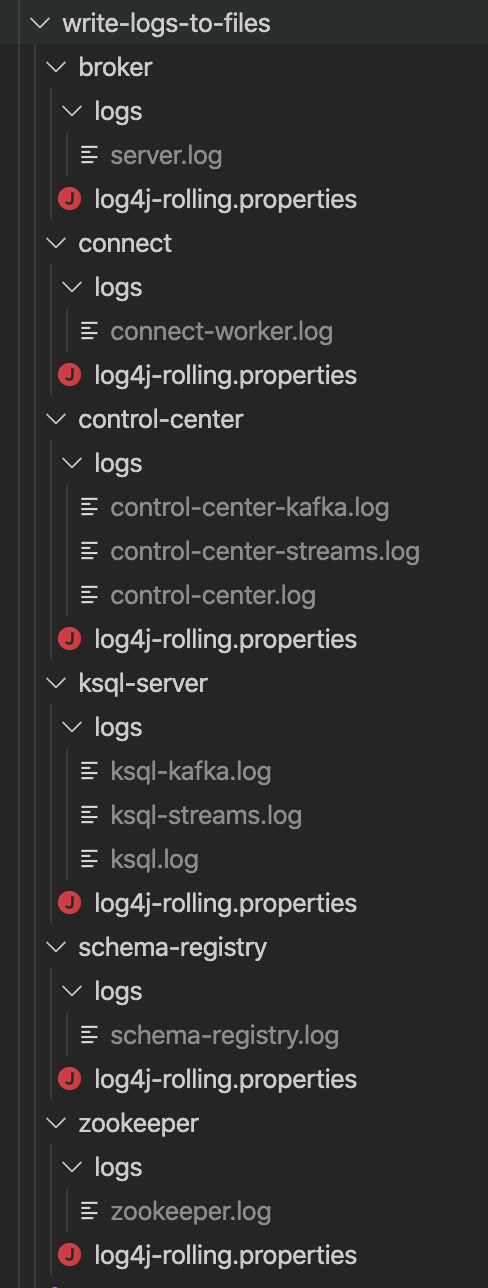 write-logs-to-files
broker
logs
server.log
J log4j-rolling.properties
connect
logs
connect-worker.log
J log4j-rolling.properties
control-center
logs
control-center-kafka.log
control-center-streams.log
control-center.log
J log4j-rolling.properties
ksql-server
logs
ksql-kafka.log
ksql-streams.log
ksql.log
J log4j-rolling.properties
schema-registry
logs
schema-registry.log
J log4j-rolling.properties
zookeeper
logs
zookeeper.log
J log4j-rolling.properties